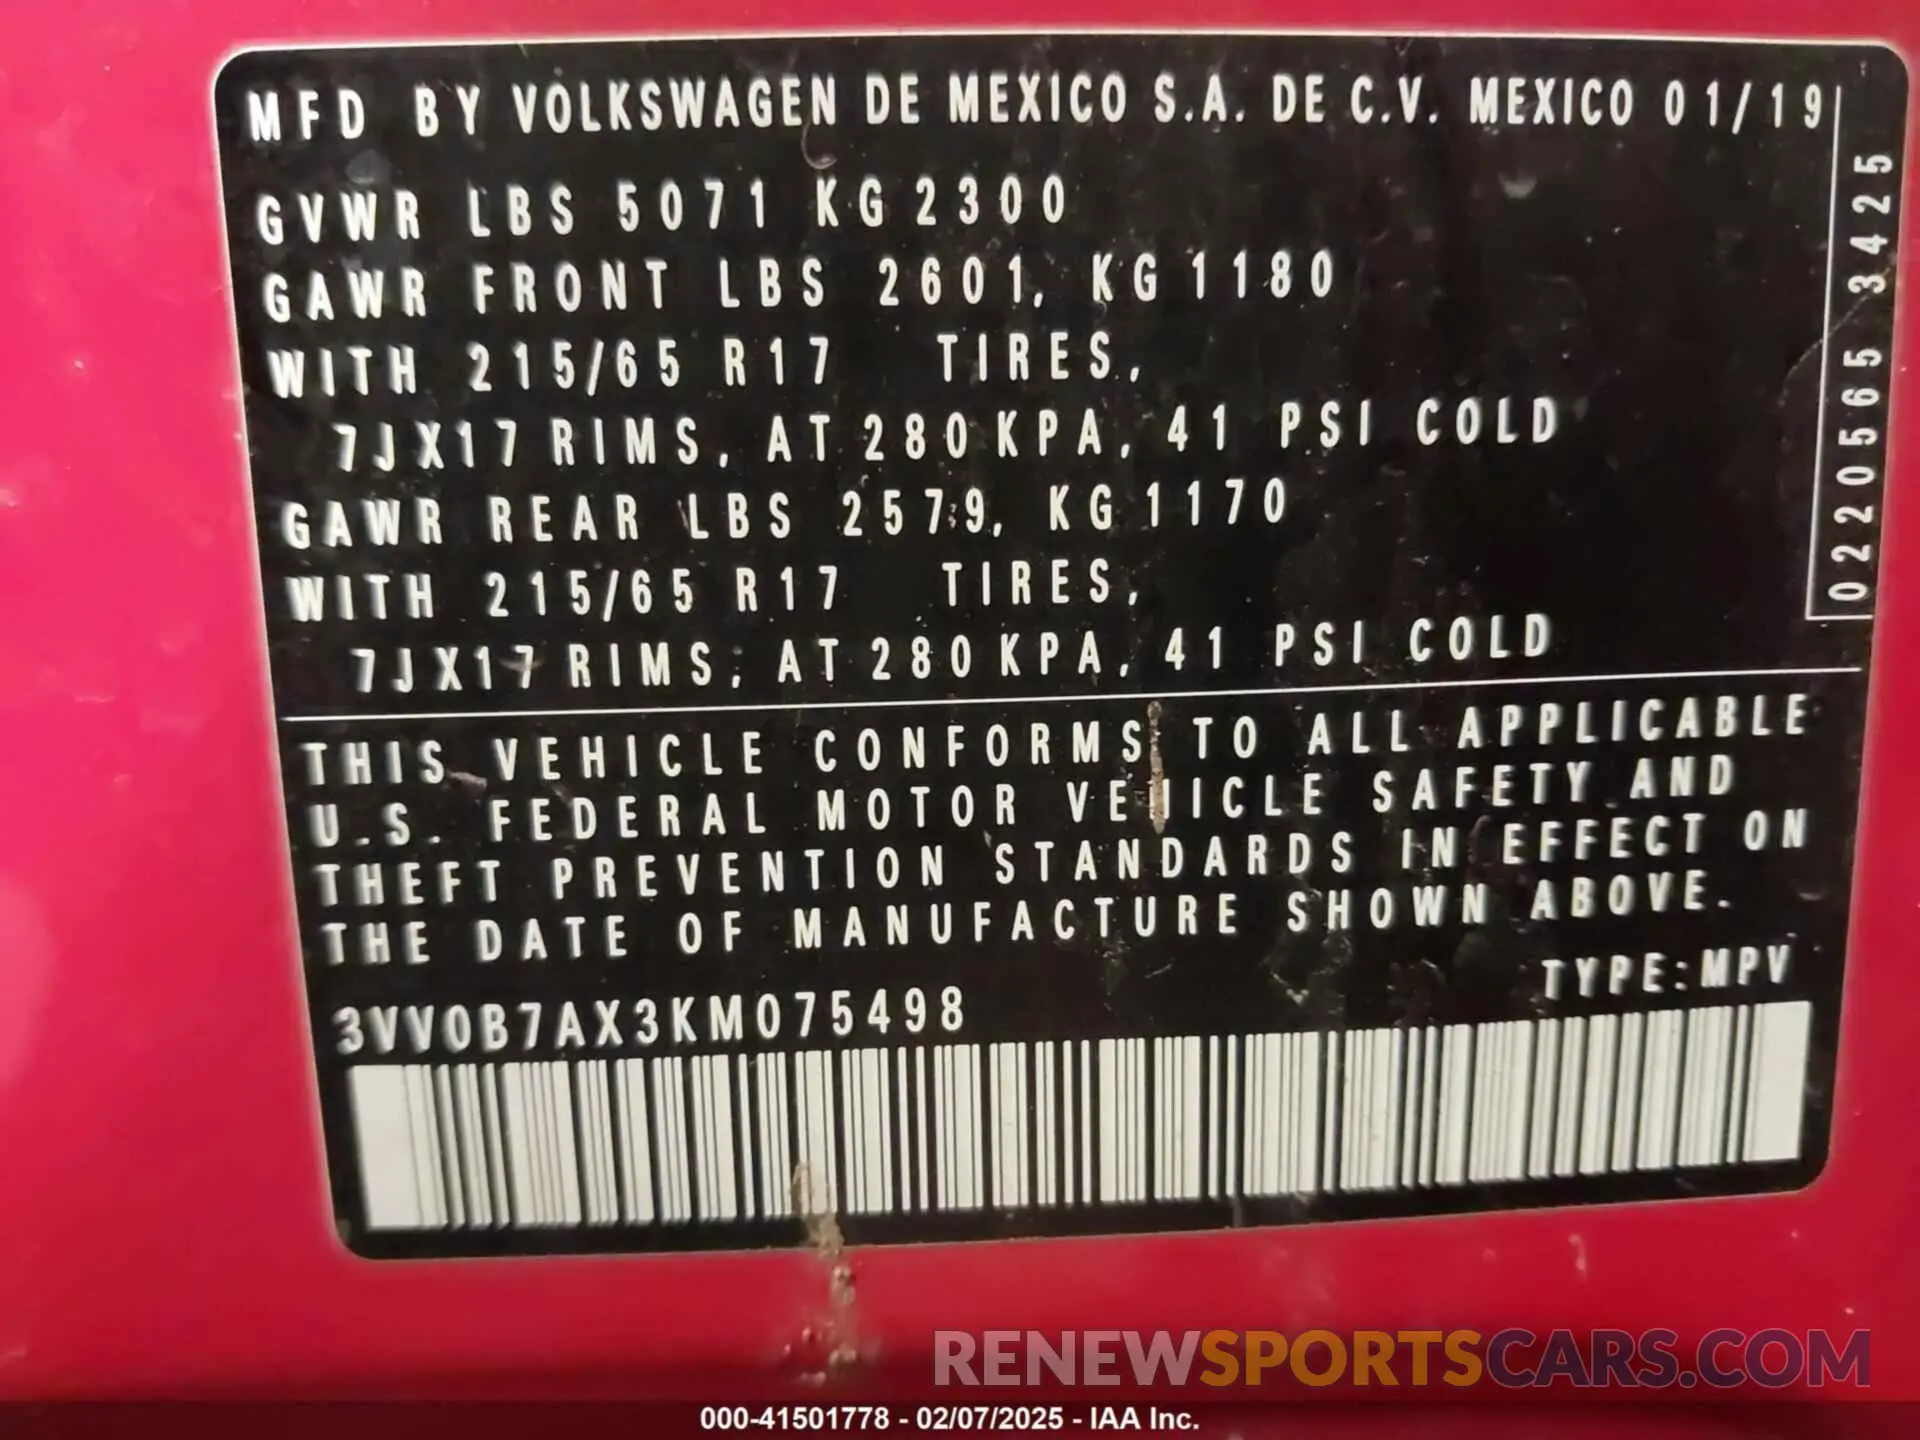 MFD BY VOLKSWAGEN DE MEXICO S.A. DE C.V. MEXICO 01/19
GVWR LBS 5071 KG 2300
GAWR FRONT LBS 2601, KG 1180
WITH 215/65 R17 TIRES,
7JX17 RIMS, AT 280 KPA, 41 PSI COLD
GAWR REAR LBS 2579, KG 1170
WITH 215/65 R17 TIRES,
7JX17 RIMS, AT 280 KPA, 41 PSI COLD
0220565 3425
THIS VEHICLE CONFORMS TO ALL APPLICABLE
U.S. FEDERAL MOTOR VEHICLE SAFETY AND
THEFT PREVENTION STANDARDS IN EFFECT ON
THE DATE OF MANUFACTURE SHOWN ABOVE.
TYPE:MPV
3VV0B7AX3KM075498
RENEWSPORTSCARS.COM
000-41501778 - 02/07/2025 - IAA Inc.